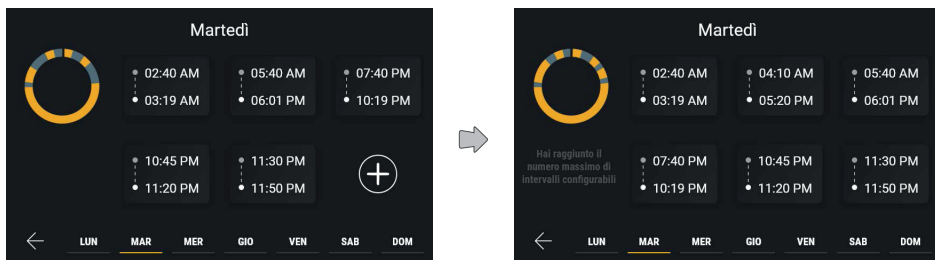 Martedì
02:40 AM
03:19 AM
05:40 AM
06:01 PM
07:40 PM
10:19 PM
10:45 PM
11:20 PM
11:30 PM
11:50 PM
LUN MAR MER GIO VEN SAB DOM
Martedì
02:40 AM
03:19 AM
04:10 AM
05:20 PM
05:40 AM
06:01 PM
Hai raggiunto il
numero massimo di
intervalli configurabili
07:40 PM
10:19 PM
10:45 PM
11:20 PM
11:30 PM
11:50 PM
LUN MAR MER GIO VEN SAB DOM